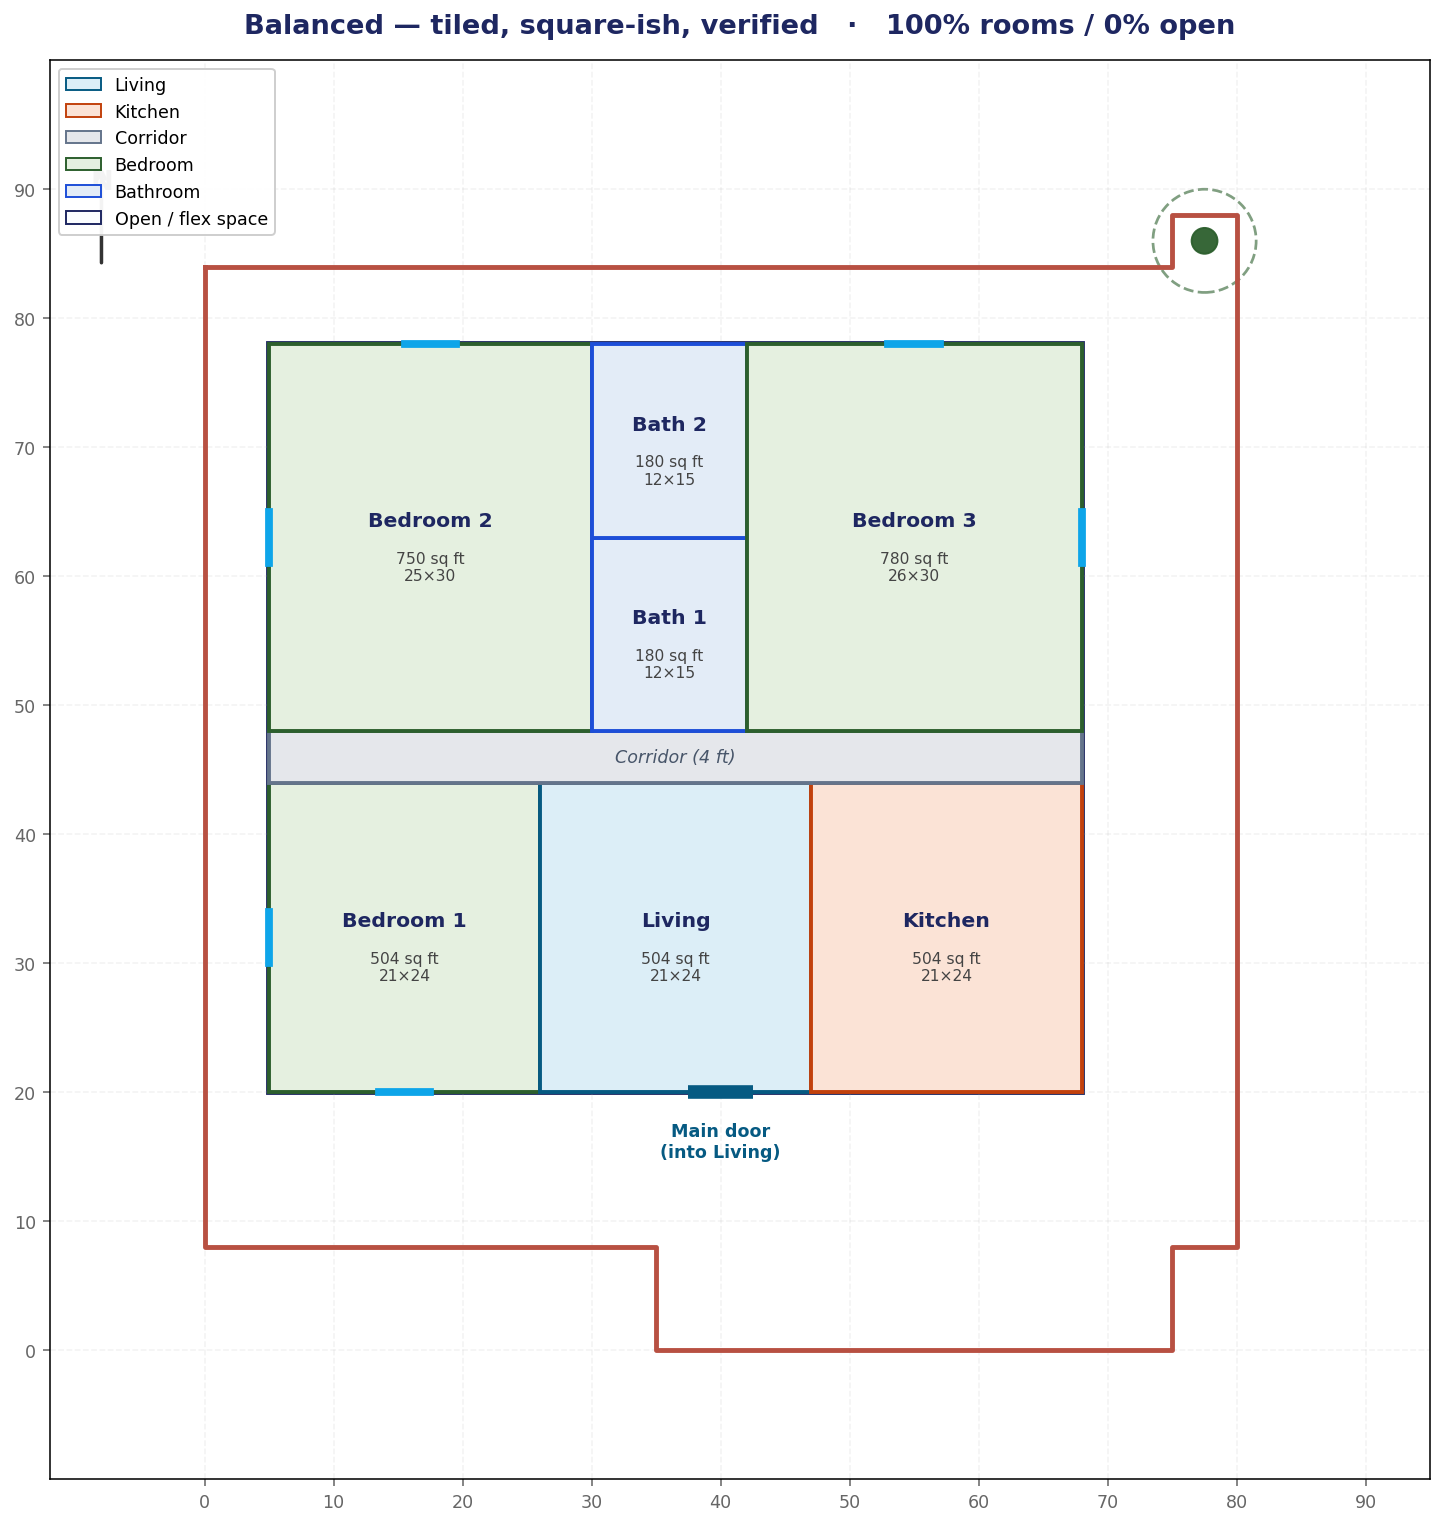 Balanced — tiled, square-ish, verified · 100% rooms / 0% open
Living
Kitchen
Corridor
Bedroom
Bathroom
Open / flex space
90
80
70
60
50
40
30
20
10
0
Bath 2
180 sq ft
12×15
Bedroom 2
750 sq ft
25×30
Bedroom 3
780 sq ft
26×30
Bath 1
180 sq ft
12×15
Corridor (4 ft)
Bedroom 1
504 sq ft
21×24
Living
504 sq ft
21×24
Kitchen
504 sq ft
21×24
Main door
(into Living)
0 10 20 30 40 50 60 70 80 90